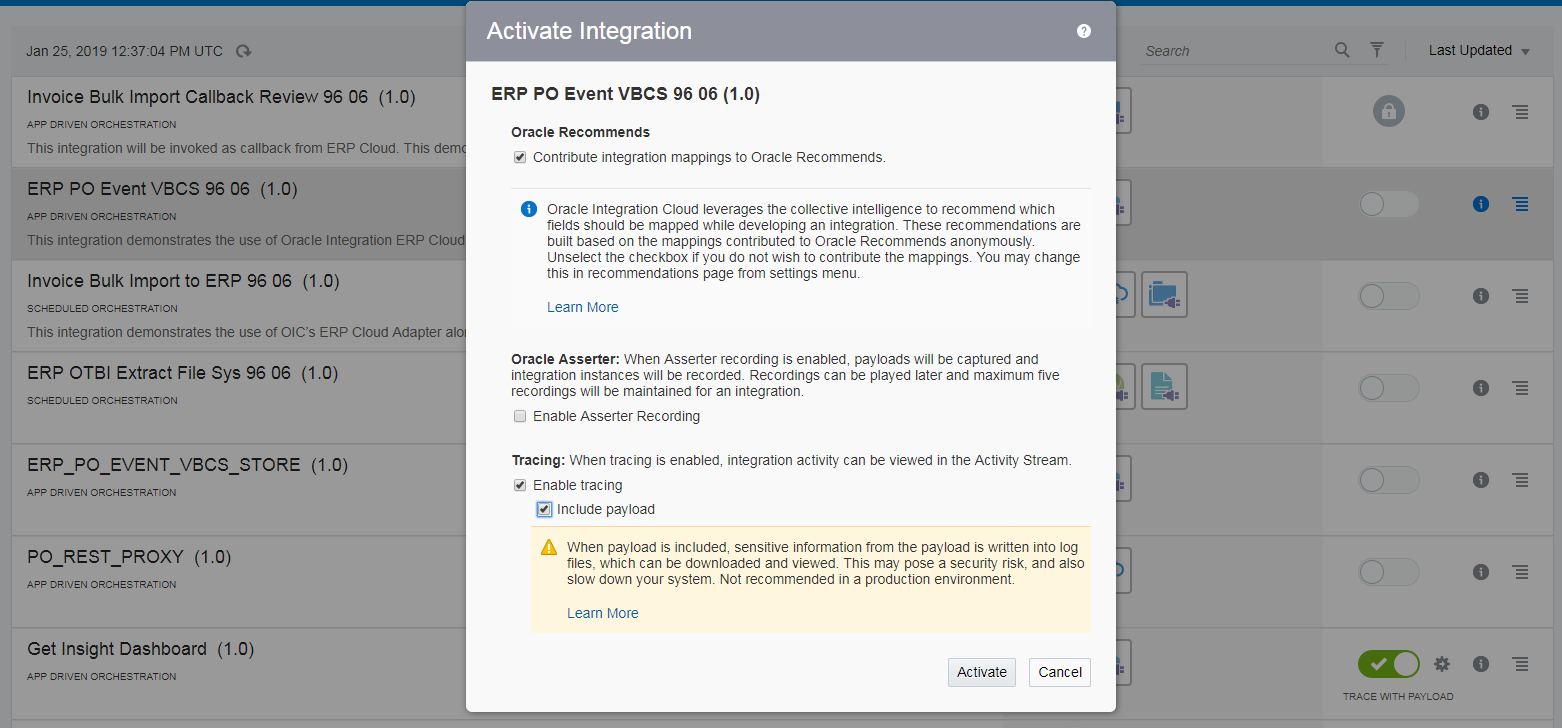 Jan 25, 2019 12:37:04 PM UTC
Search
Last Updated
Invoice Bulk Import Callback Review 96 06 (1.0)
APP DRIVEN ORCHESTRATION
This integration will be invoked as callback from ERP Cloud. This demo
ERP PO Event VBCS 96 06 (1.0)
APP DRIVEN ORCHESTRATION
This integration demonstrates the use of Oracle Integration ERP Cloud
Invoice Bulk Import to ERP 96 06 (1.0)
SCHEDULED ORCHESTRATION
This integration demonstrates the use of OIC's ERP Cloud Adapter
ERP OTBI Extract File Sys 96 06 (1.0)
SCHEDULED ORCHESTRATION
ERP_PO_EVENT_VBCS_STORE (1.0)
APP DRIVEN ORCHESTRATION
PO_REST_PROXY (1.0)
APP DRIVEN ORCHESTRATION
Get Insight Dashboard (1.0)
APP DRIVEN ORCHESTRATION
TRACE WITH PAYLOAD
Activate Integration
ERP PO Event VBCS 96 06 (1.0)
Oracle Recommends
Contribute integration mappings to Oracle Recommends.
Oracle Integration Cloud leverages the collective intelligence to recommend which
fields should be mapped while developing an integration. These recommendations are
built based on the mappings contributed to Oracle Recommends anonymously.
Unselect the checkbox if you do not wish to contribute the mappings. You may change
this in recommendations page from settings menu.
Learn More
Oracle Asserter: When Asserter recording is enabled, payloads will be captured and
integration instances will be recorded. Recordings can be played later and maximum five
recordings will be maintained for an integration.
Enable Asserter Recording
Tracing: When tracing is enabled, integration activity can be viewed in the Activity Stream.
Enable tracing
Include payload
When payload is included, sensitive information from the payload is written into log
files, which can be downloaded and viewed. This may pose a security risk, and also
slow down your system. Not recommended in a production environment.
Learn More
Activate
Cancel